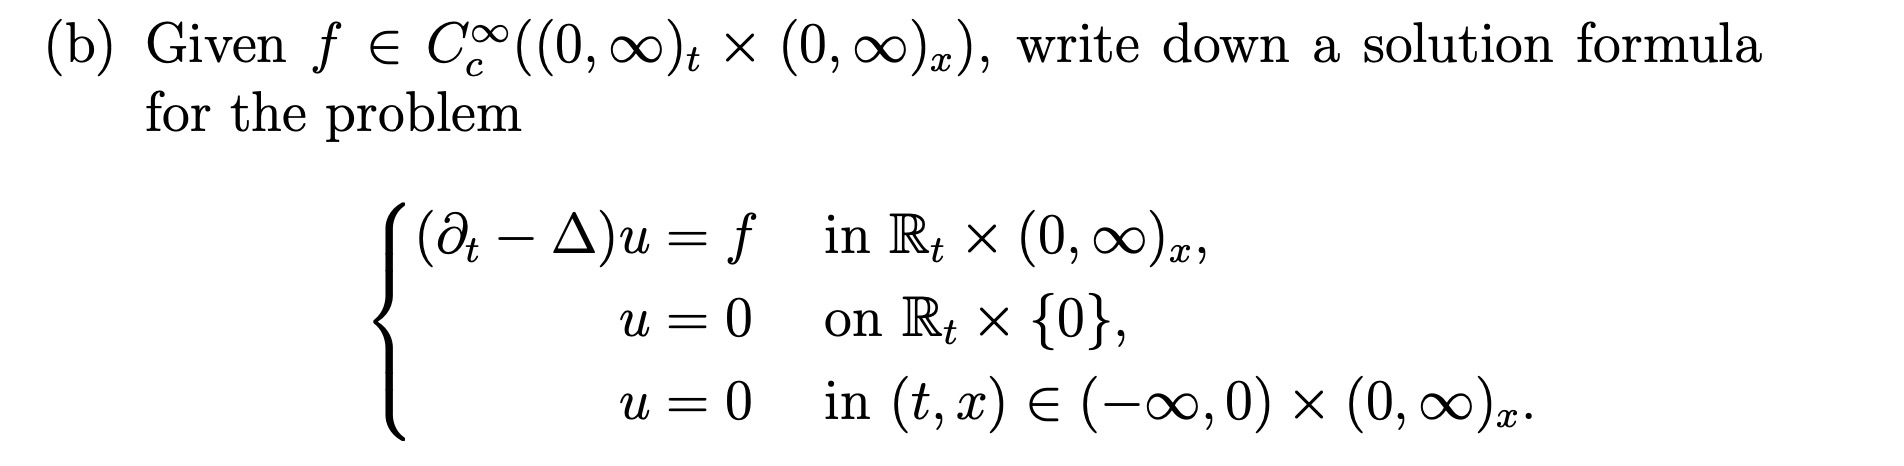 (b) Given f ∈ C_c^∞((0, ∞)_t × (0, ∞)_x), write down a solution formula
for the problem
(∂_t − Δ)u = f in ℝ_t × (0, ∞)_x,
u = 0 on ℝ_t × {0},
u = 0 in (t, x) ∈ (−∞, 0) × (0, ∞)_x.